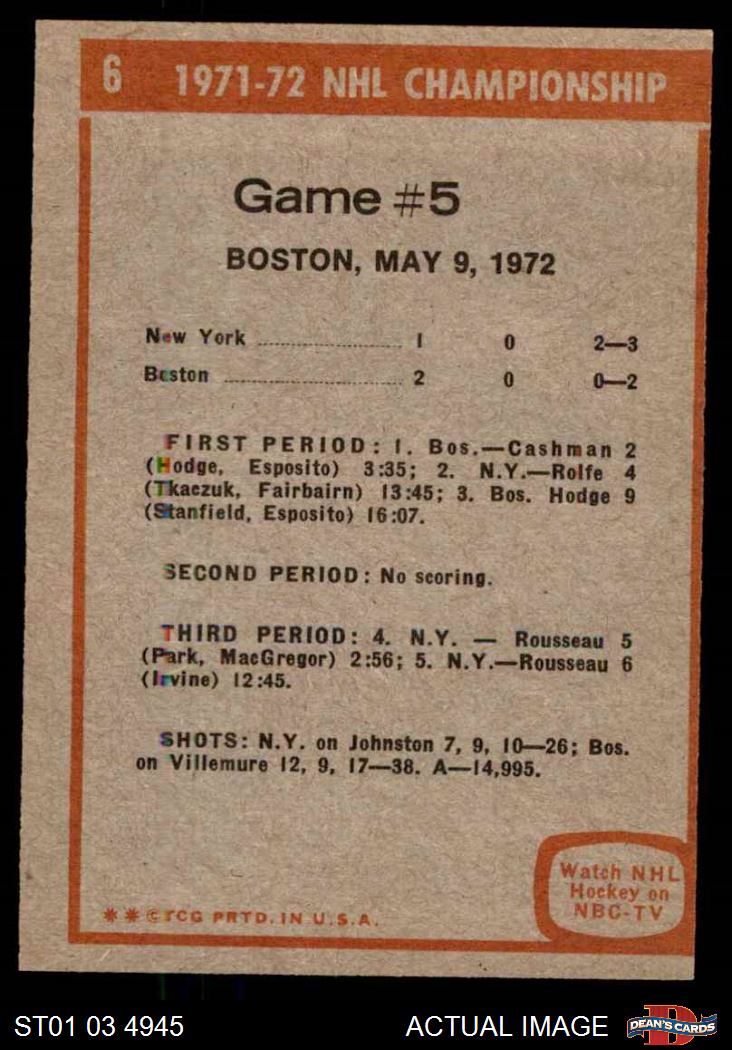 6 1971-72 NHL CHAMPIONSHIP
Game #5
BOSTON, MAY 9, 1972
New York ........................ 1 0 2—3
Boston ............................. 2 0 0—2
FIRST PERIOD: 1. Bos.—Cashman 2
(Hodge, Esposito) 3:35; 2. N.Y.—Rolfe 4
(Tkaczuk, Fairbairn) 13:45; 3. Bos. Hodge 9
(Stanfield, Esposito) 16:07.
SECOND PERIOD: No scoring.
THIRD PERIOD: 4. N.Y. — Rousseau 5
(Park, MacGregor) 2:56; 5. N.Y.—Rousseau 6
(Irvine) 12:45.
SHOTS: N.Y. on Johnston 7, 9, 10—26; Bos.
on Villemure 12, 9, 17—38. A—14,995.
Watch NHL
Hockey on
NBC-TV
** © TCG PRTD. IN U.S.A.
ST01 03 4945 ACTUAL IMAGE DEAN'S CARDS